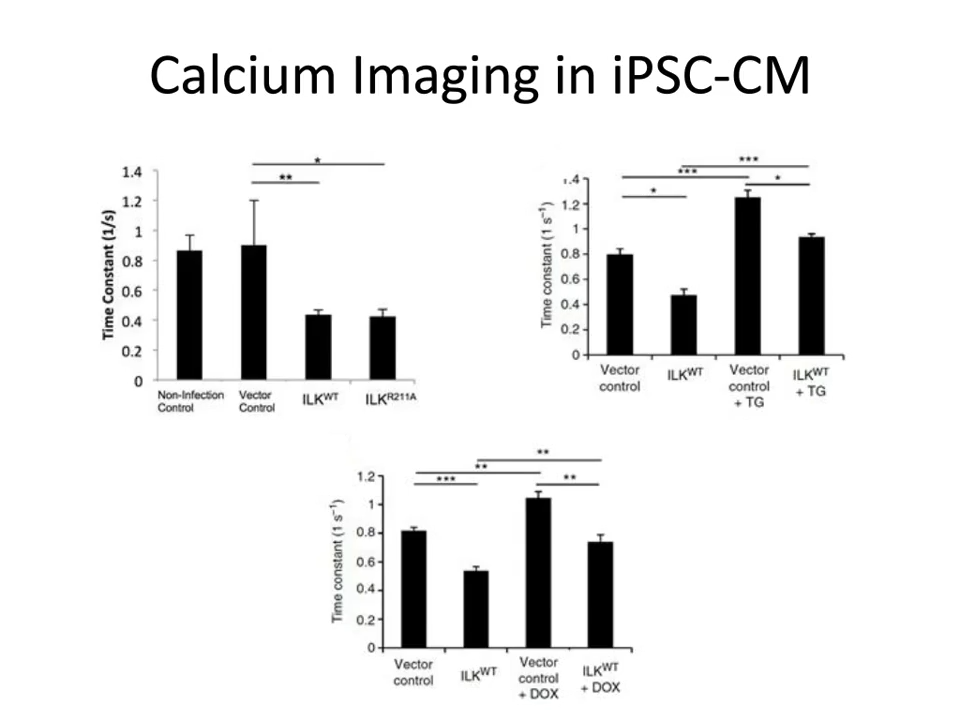 Calcium Imaging in iPSC-CM
*
**
1.4
1.2
1
0.8
0.6
0.4
0.2
0
Time Constant (1/s)
Non-Infection Control
Vector Control
ILKWT
ILKR211A
***
***
*
*
1.4
1.2
1
0.8
0.6
0.4
0.2
0
Time constant (1 s⁻¹)
Vector control
ILKWT
Vector control + TG
ILKWT + TG
**
**
***
**
1.2
1
0.8
0.6
0.4
0.2
0
Time constant (1 s⁻¹)
Vector control
ILKWT
Vector control + DOX
ILKWT + DOX